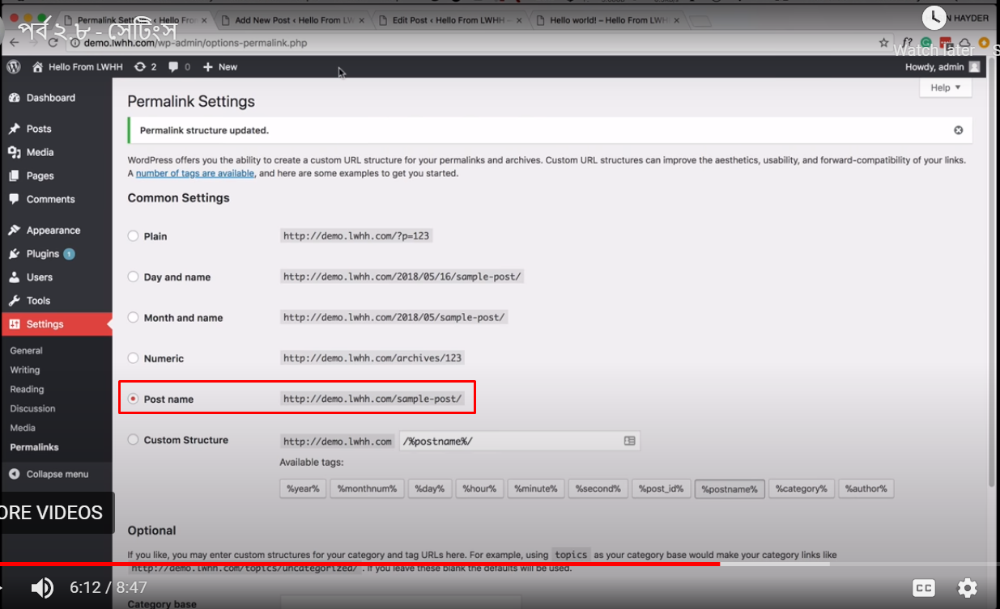 Permalink Settings ‹ Hello From
Add New Post ‹ Hello From LWHH
Edit Post ‹ Hello From LWHH
Hello world! – Hello From LWHH
N HAYDER
পর্ব ২.৮ - সেটিংস
demo.lwhh.com/wp-admin/options-permalink.php
f?
Watch later
S
Hello From LWHH 2 0 + New
Howdy, admin
Help ▼
Dashboard
Posts
Media
Pages
Comments
Appearance
Plugins 1
Users
Tools
Settings
General
Writing
Reading
Discussion
Media
Permalinks
Collapse menu
ORE VIDEOS
Permalink Settings
Permalink structure updated.
WordPress offers you the ability to create a custom URL structure for your permalinks and archives. Custom URL structures can improve the aesthetics, usability, and forward-compatibility of your links.
A number of tags are available, and here are some examples to get you started.
Common Settings
Plain http://demo.lwhh.com/?p=123
Day and name http://demo.lwhh.com/2018/05/16/sample-post/
Month and name http://demo.lwhh.com/2018/05/sample-post/
Numeric http://demo.lwhh.com/archives/123
Post name http://demo.lwhh.com/sample-post/
Custom Structure http://demo.lwhh.com /%postname%/
Available tags:
%year% %monthnum% %day% %hour% %minute% %second% %post_id% %postname% %category% %author%
Optional
If you like, you may enter custom structures for your category and tag URLs here. For example, using topics as your category base would make your category links like
http://demo.lwhh.com/topics/uncategorized/ . If you leave these blank the defaults will be used.
Category base
6:12 / 8:47
CC